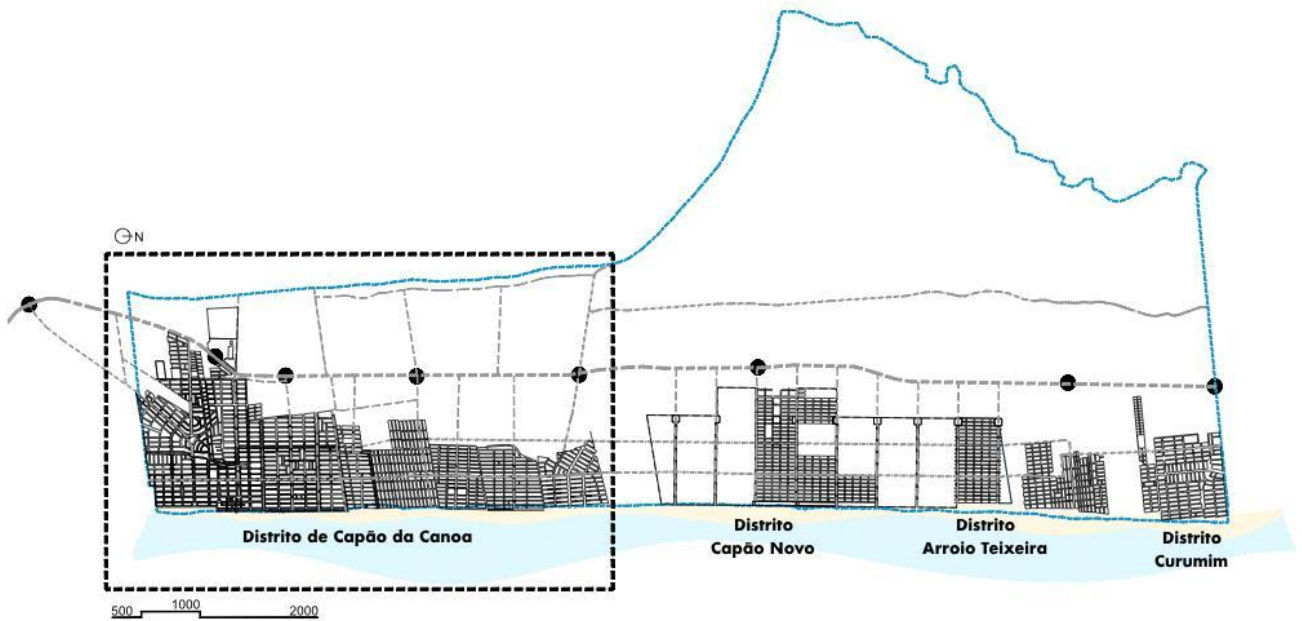 N
Distrito de Capão da Canoa
Distrito
Capão Novo
Distrito
Arroio Teixeira
Distrito
Curumim
500 1000 2000